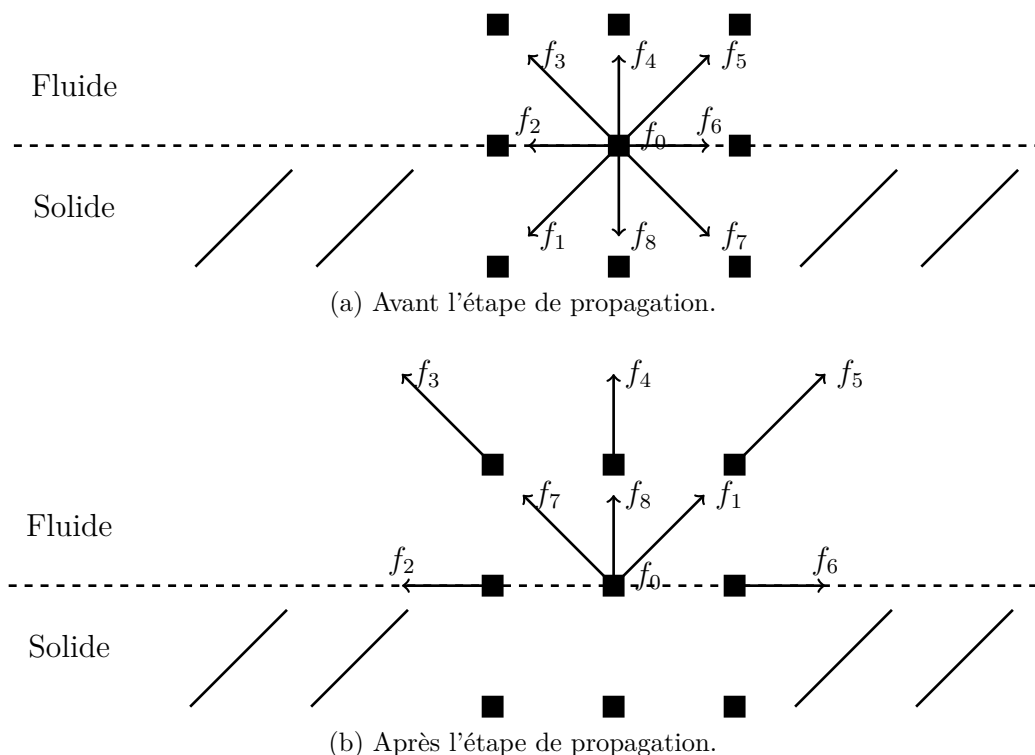 f₃ f₄ f₅
Fluide
f₂ f₀ f₆
Solide
f₁ f₈ f₇
(a) Avant l'étape de propagation.
f₃ f₄ f₅
f₇ f₈ f₁
Fluide
f₂ f₀ f₆
Solide
(b) Après l'étape de propagation.